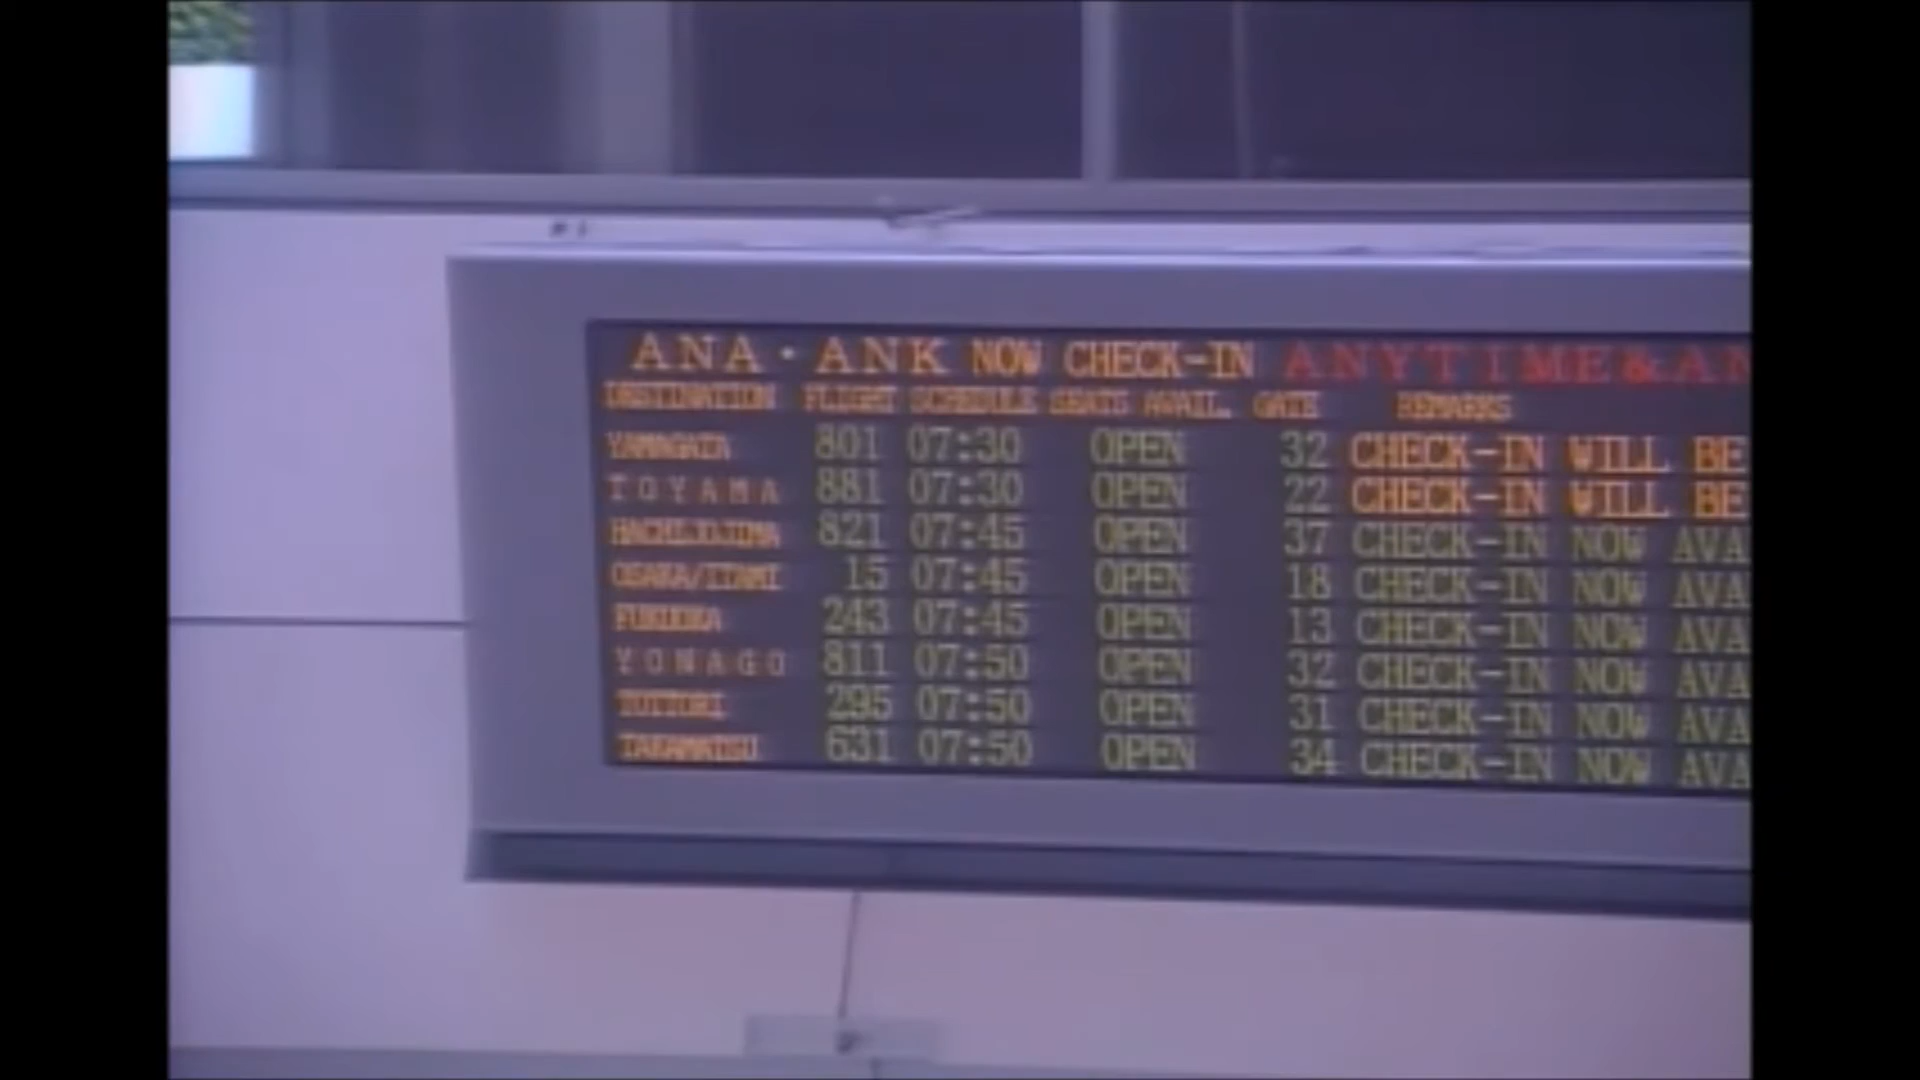 ANA・ANK NOW CHECK-IN ANYTIME&AN
DESTINATION FLIGHT SCHEDULE SEATS AVAIL. GATE REMARKS
YAMAGATA 801 07:30 OPEN 32 CHECK-IN WILL BE
TOYAMA 881 07:30 OPEN 22 CHECK-IN WILL BE
HACHIJOJIMA 821 07:45 OPEN 37 CHECK-IN NOW AVA
OSAKA/ITAMI 15 07:45 OPEN 18 CHECK-IN NOW AVA
FUKUOKA 243 07:45 OPEN 13 CHECK-IN NOW AVA
YONAGO 811 07:50 OPEN 32 CHECK-IN NOW AVA
TOTTORI 295 07:50 OPEN 31 CHECK-IN NOW AVA
TAKAMATSU 631 07:50 OPEN 34 CHECK-IN NOW AVA